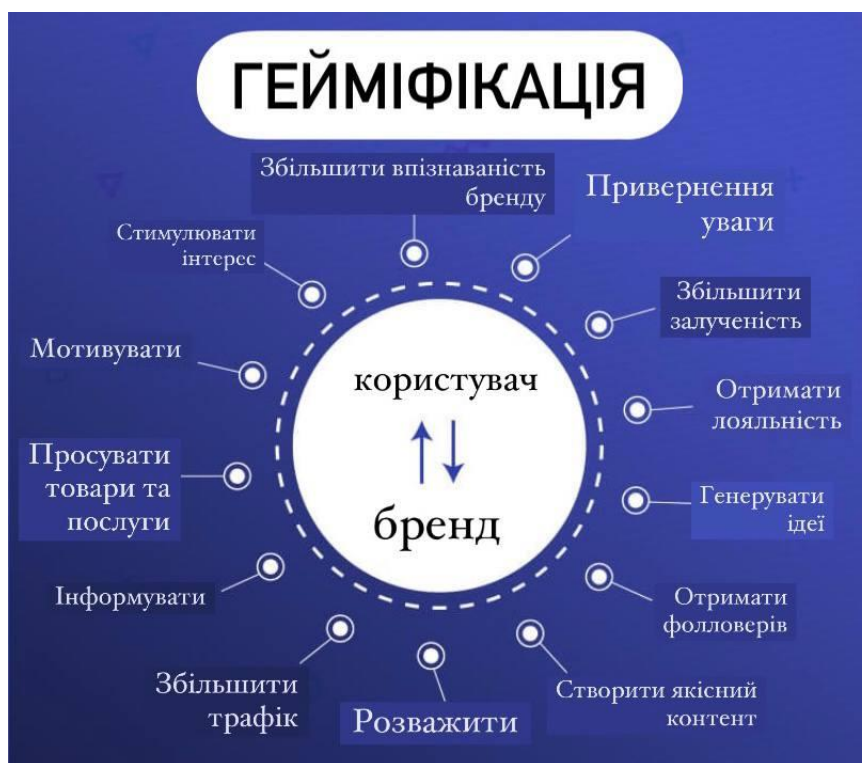 ГЕЙМІФІКАЦІЯ
Збільшити впізнаваність
бренду
Привернення
уваги
Стимулювати
інтерес
Збільшити
залученість
Мотивувати
користувач
Отримати
лояльність
Просувати
товари та
послуги
бренд
Генерувати
ідеї
Інформувати
Отримати
фолловерів
Збільшити
трафік
Розважити
Створити якісний
контент